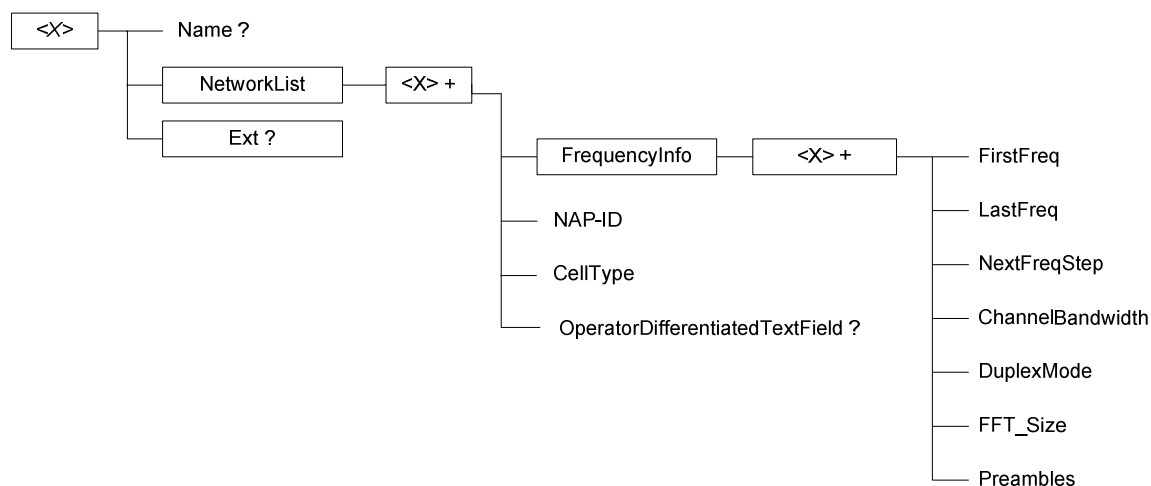 <X>
Name ?
NetworkList
<X> +
Ext ?
FrequencyInfo
<X> +
FirstFreq
LastFreq
NAP-ID
NextFreqStep
CellType
ChannelBandwidth
OperatorDifferentiatedTextField ?
DuplexMode
FFT_Size
Preambles